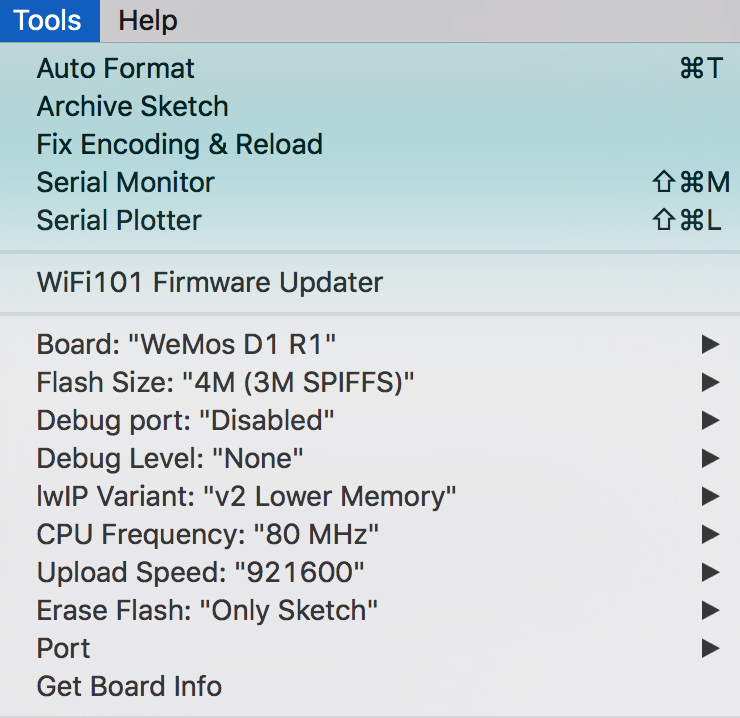 Tools Help
Auto Format ⌘T
Archive Sketch
Fix Encoding & Reload
Serial Monitor ⇧⌘M
Serial Plotter ⇧⌘L
WiFi101 Firmware Updater
Board: "WeMos D1 R1"
Flash Size: "4M (3M SPIFFS)"
Debug port: "Disabled"
Debug Level: "None"
lwIP Variant: "v2 Lower Memory"
CPU Frequency: "80 MHz"
Upload Speed: "921600"
Erase Flash: "Only Sketch"
Port
Get Board Info